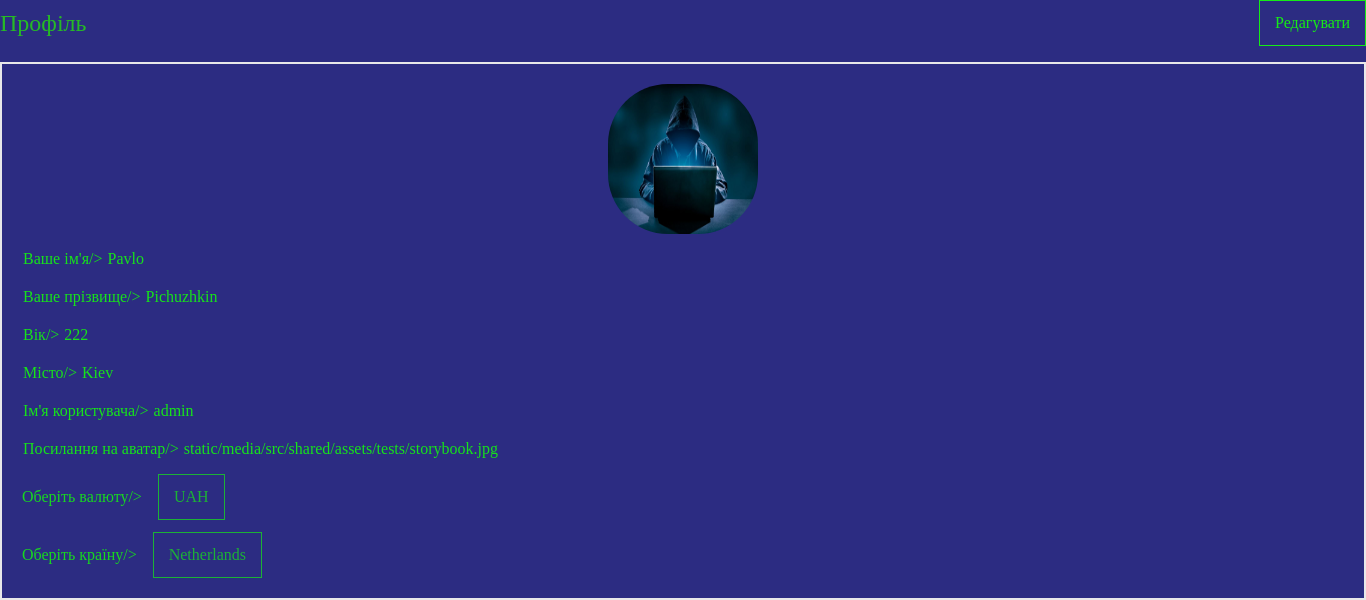 Профіль
Редагувати
Ваше ім'я/> Pavlo
Ваше прізвище/> Pichuzhkin
Вік/> 222
Місто/> Kiev
Ім'я користувача/> admin
Посилання на аватар/> static/media/src/shared/assets/tests/storybook.jpg
Оберіть валюту/> UAH
Оберіть країну/> Netherlands